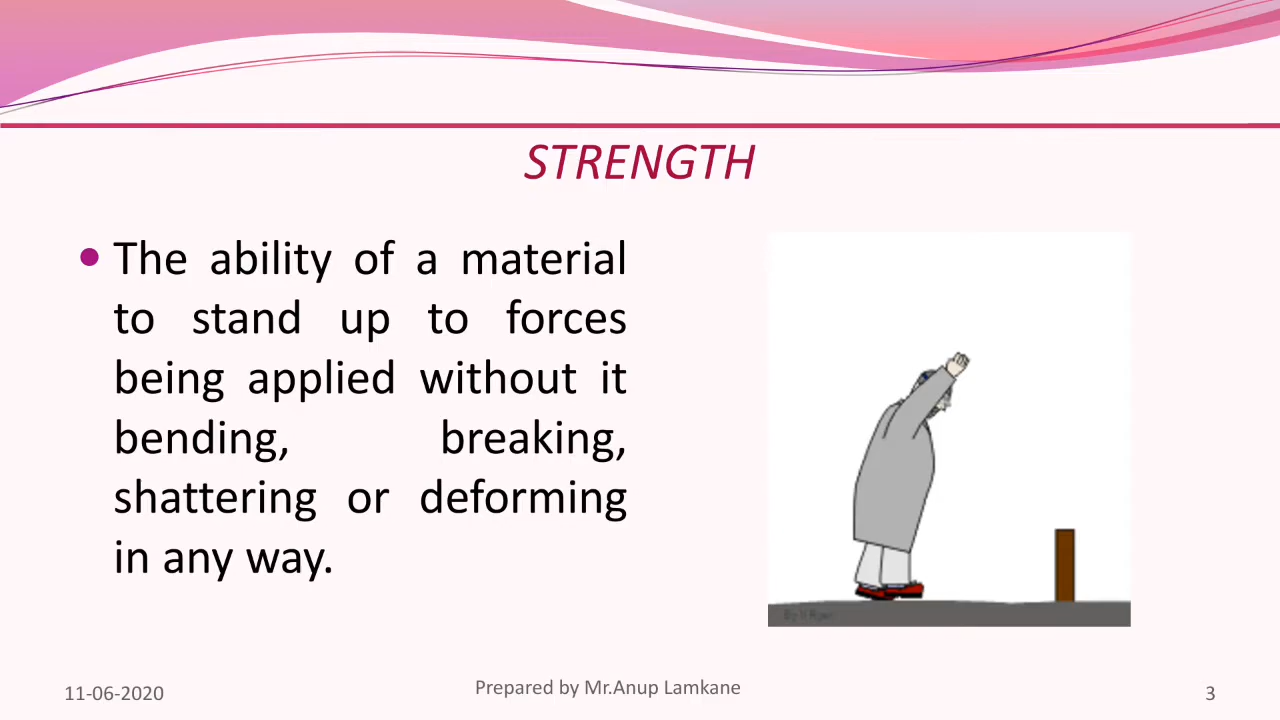 STRENGTH
The ability of a material
to stand up to forces
being applied without it
bending, breaking,
shattering or deforming
in any way.
11-06-2020
Prepared by Mr.Anup Lamkane
3